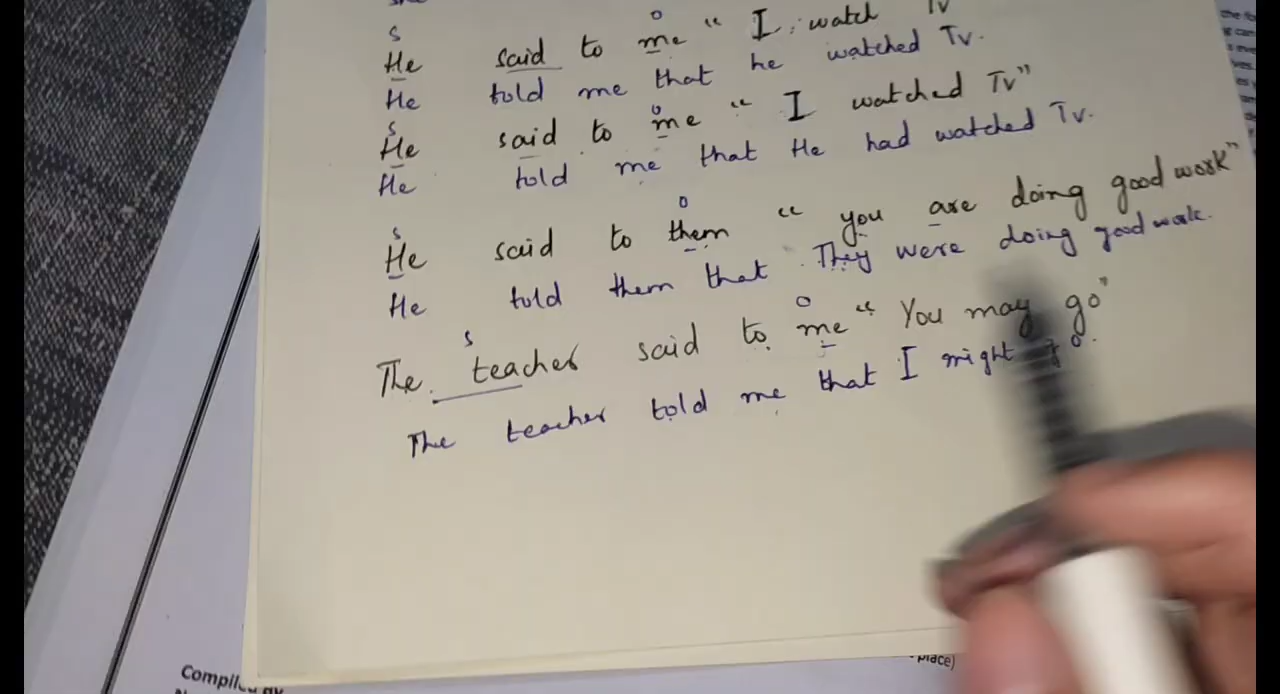 S O
He said to me “ I watch Tv
He told me that he watched Tv.
S O
He said to me “ I watched Tv”
He told me that He had watched Tv.
S O
He said to them “ you are doing good work”
He told them that They were doing good work.
S O
The teacher said to me “ You may go”
The teacher told me that I might go.
Compiled by
place)